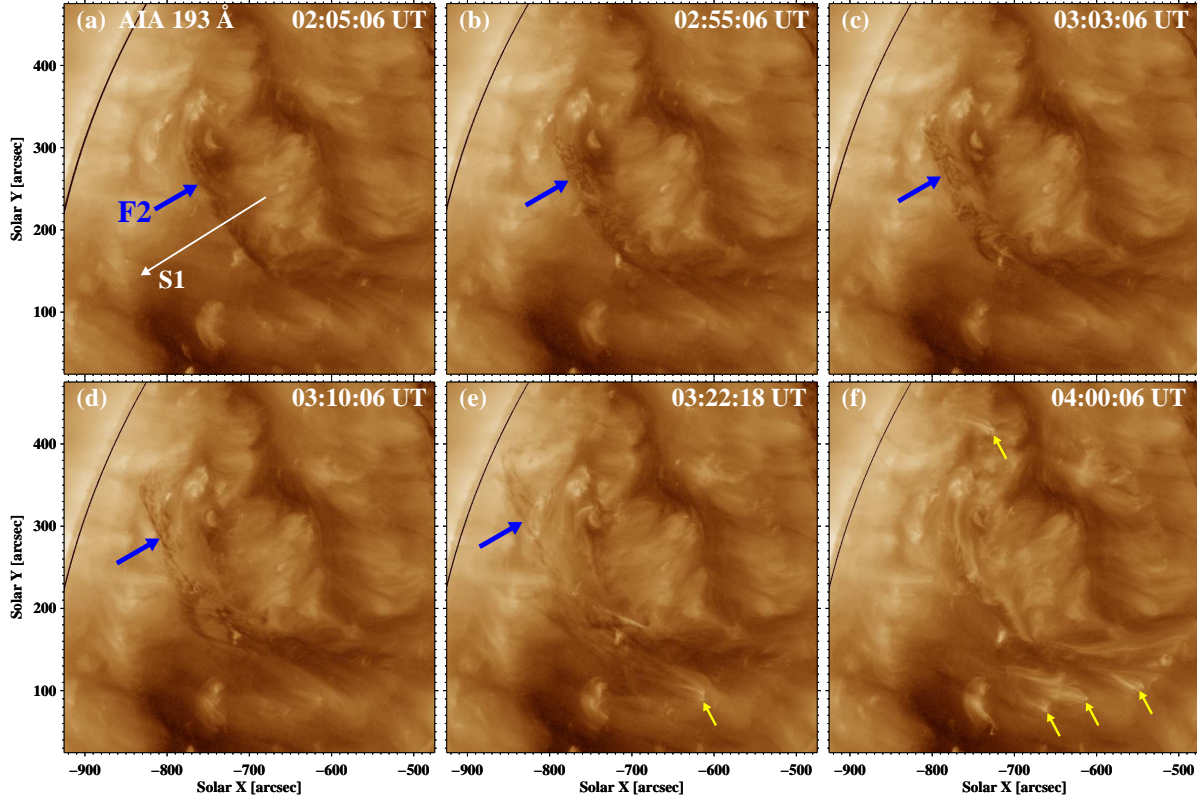 (a) AIA 193 Å 02:05:06 UT
(b) 02:55:06 UT
(c) 03:03:06 UT
400
300
200
100
Solar Y [arcsec]
F2
S1
(d) 03:10:06 UT
(e) 03:22:18 UT
(f) 04:00:06 UT
400
300
200
100
Solar Y [arcsec]
−900 −800 −700 −600 −500
−900 −800 −700 −600 −500
−900 −800 −700 −600 −500
Solar X [arcsec]
Solar X [arcsec]
Solar X [arcsec]